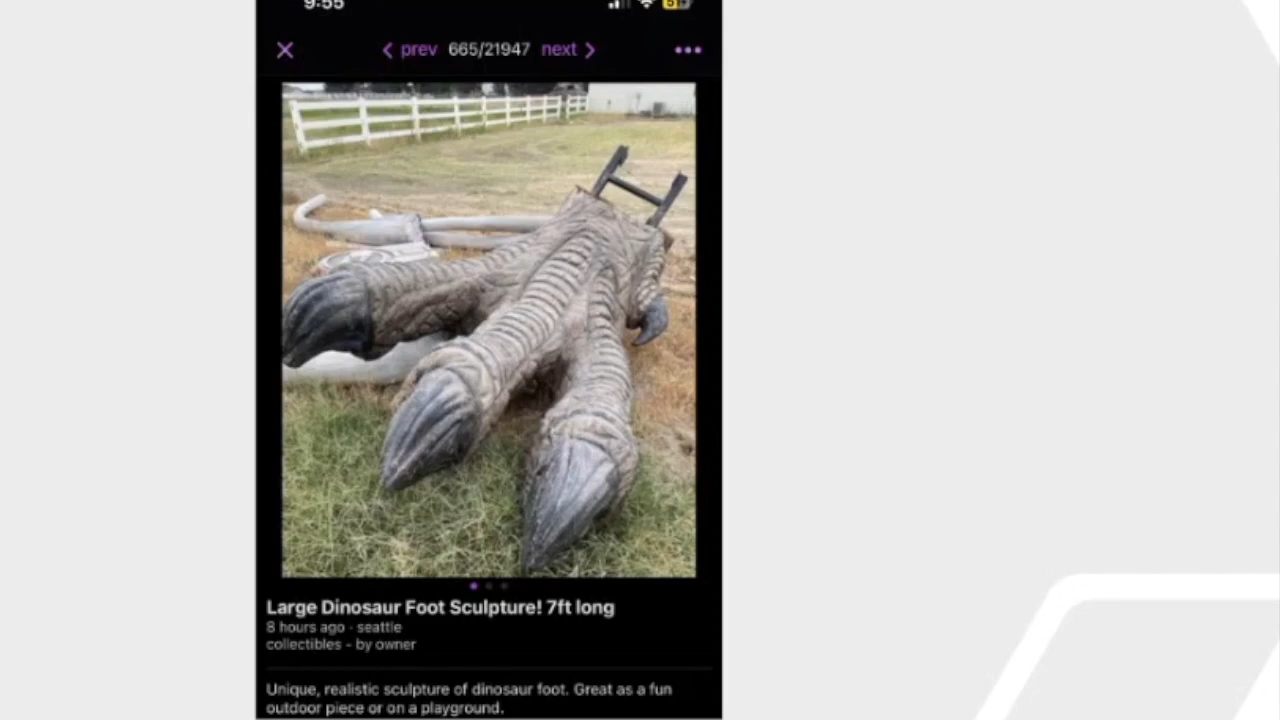 9:55
prev 665/21947 next
Large Dinosaur Foot Sculpture! 7ft long
8 hours ago · seattle
collectibles - by owner
Unique, realistic sculpture of dinosaur foot. Great as a fun
outdoor piece or on a playground.